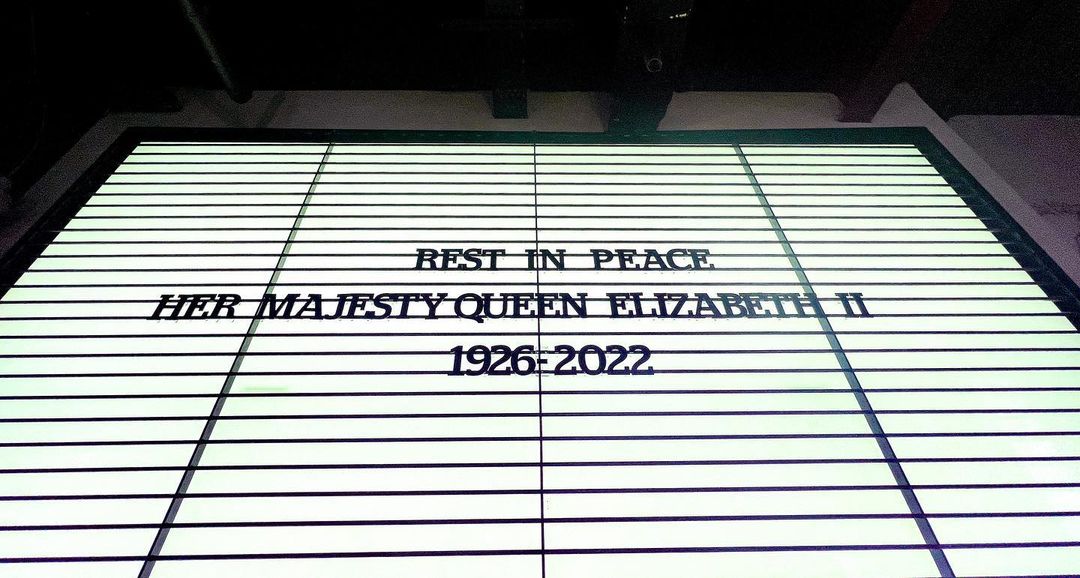 REST IN PEACE
HER MAJESTY QUEEN ELIZABETH II
1926-2022